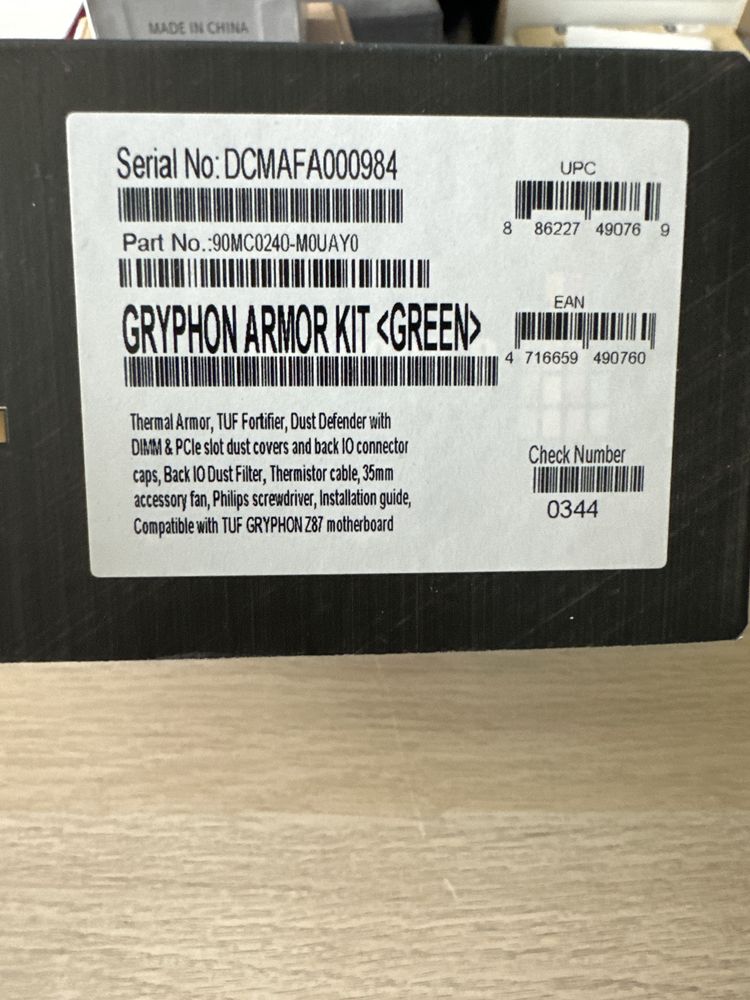 MADE IN CHINA
Serial No: DCMAFA000984
Part No.:90MC0240-M0UAY0
GRYPHON ARMOR KIT <GREEN>
Thermal Armor, TUF Fortifier, Dust Defender with
DIMM & PCIe slot dust covers and back IO connector
caps, Back IO Dust Filter, Thermistor cable, 35mm
accessory fan, Philips screwdriver, Installation guide,
Compatible with TUF GRYPHON Z87 motherboard
UPC
8 86227 49076 9
EAN
4 716659 490760
Check Number
0344